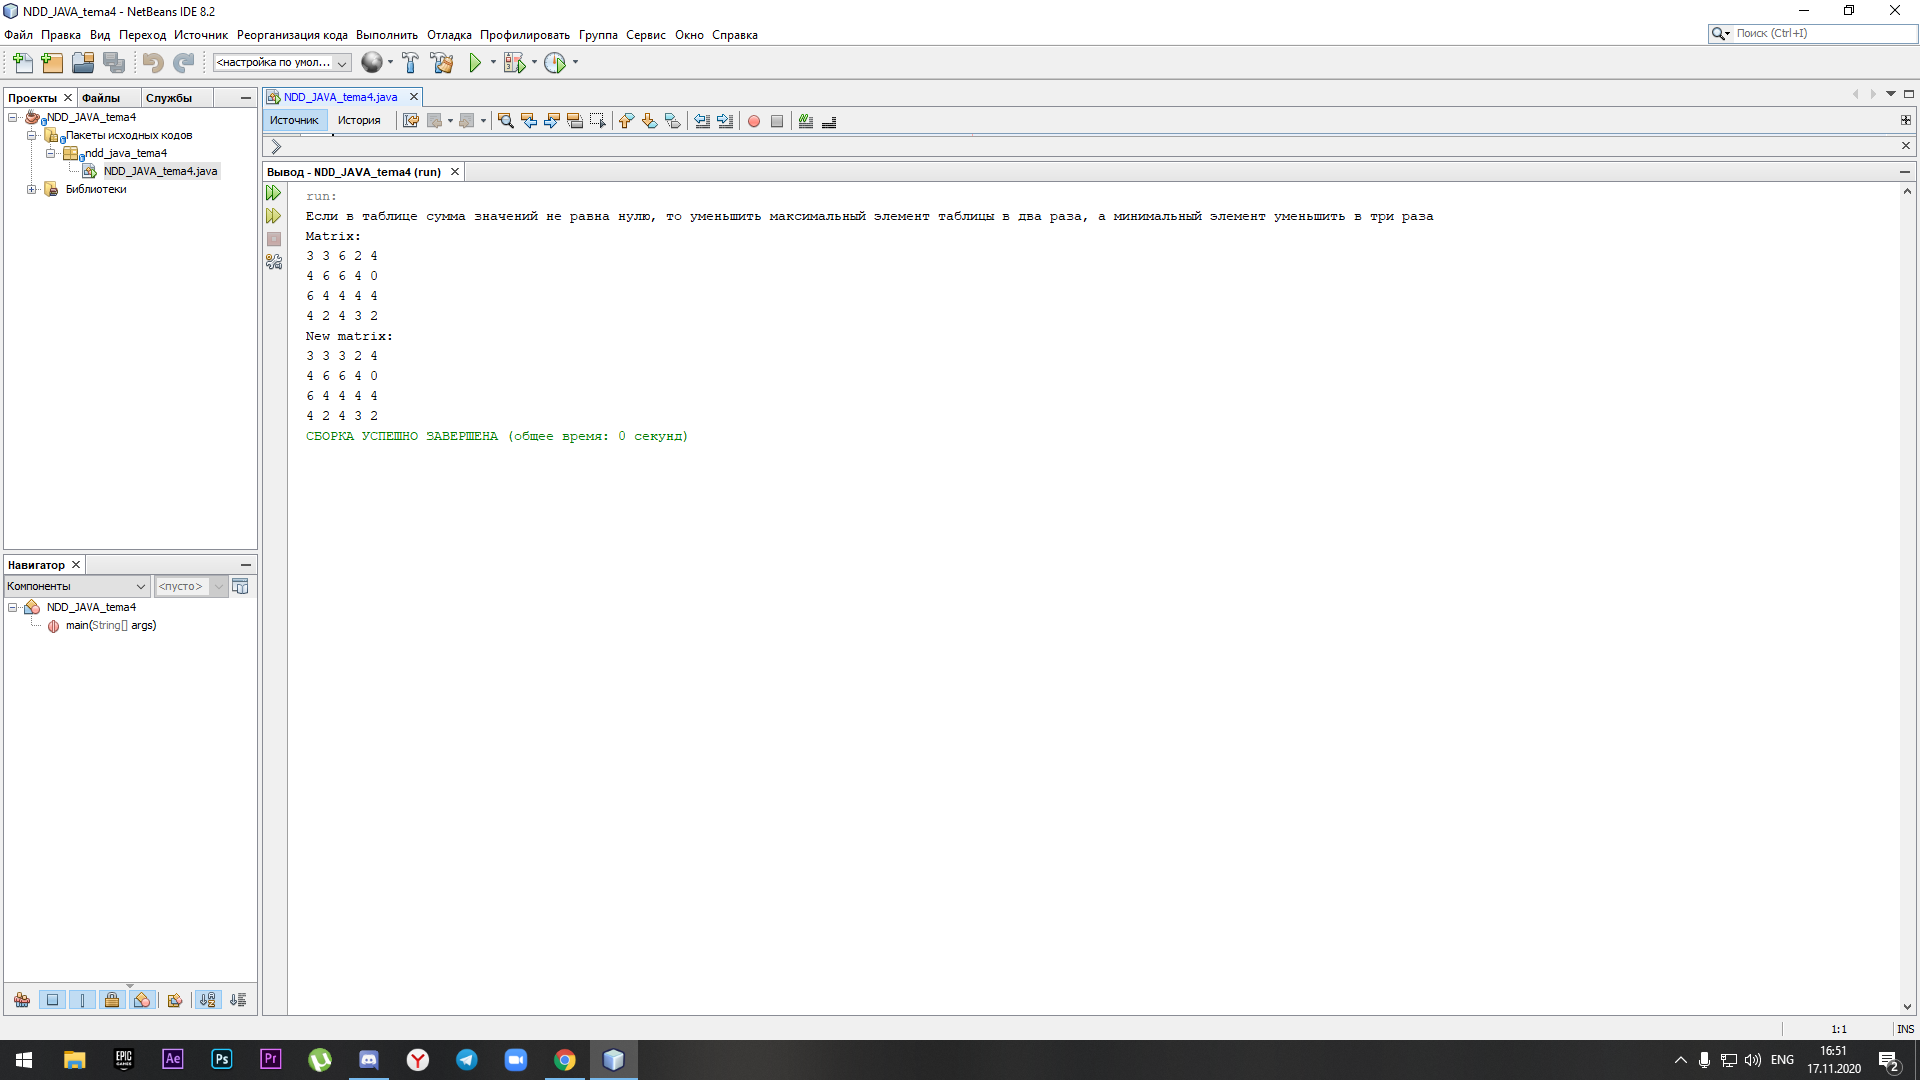 NDD_JAVA_tema4 - NetBeans IDE 8.2
Файл Правка Вид Переход Источник Реорганизация кода Выполнить Отладка Профилировать Группа Сервис Окно Справка
Поиск (Ctrl+I)
<настройка по умол...
Проекты Файлы Службы
NDD_JAVA_tema4
Пакеты исходных кодов
ndd_java_tema4
NDD_JAVA_tema4.java
Библиотеки
NDD_JAVA_tema4.java
Источник История
Вывод - NDD_JAVA_tema4 (run)
run:
Если в таблице сумма значений не равна нулю, то уменьшить максимальный элемент таблицы в два раза, а минимальный элемент уменьшить в три раза
Matrix:
3 3 6 2 4
4 6 6 4 0
6 4 4 4 4
4 2 4 3 2
New matrix:
3 3 3 2 4
4 6 6 4 0
6 4 4 4 4
4 2 4 3 2
СБОРКА УСПЕШНО ЗАВЕРШЕНА (общее время: 0 секунд)
Навигатор
Компоненты <пусто>
NDD_JAVA_tema4
main(String[] args)
1:1 INS
EPIC GAMES Ae Ps Pr
ENG
16:51
17.11.2020
2